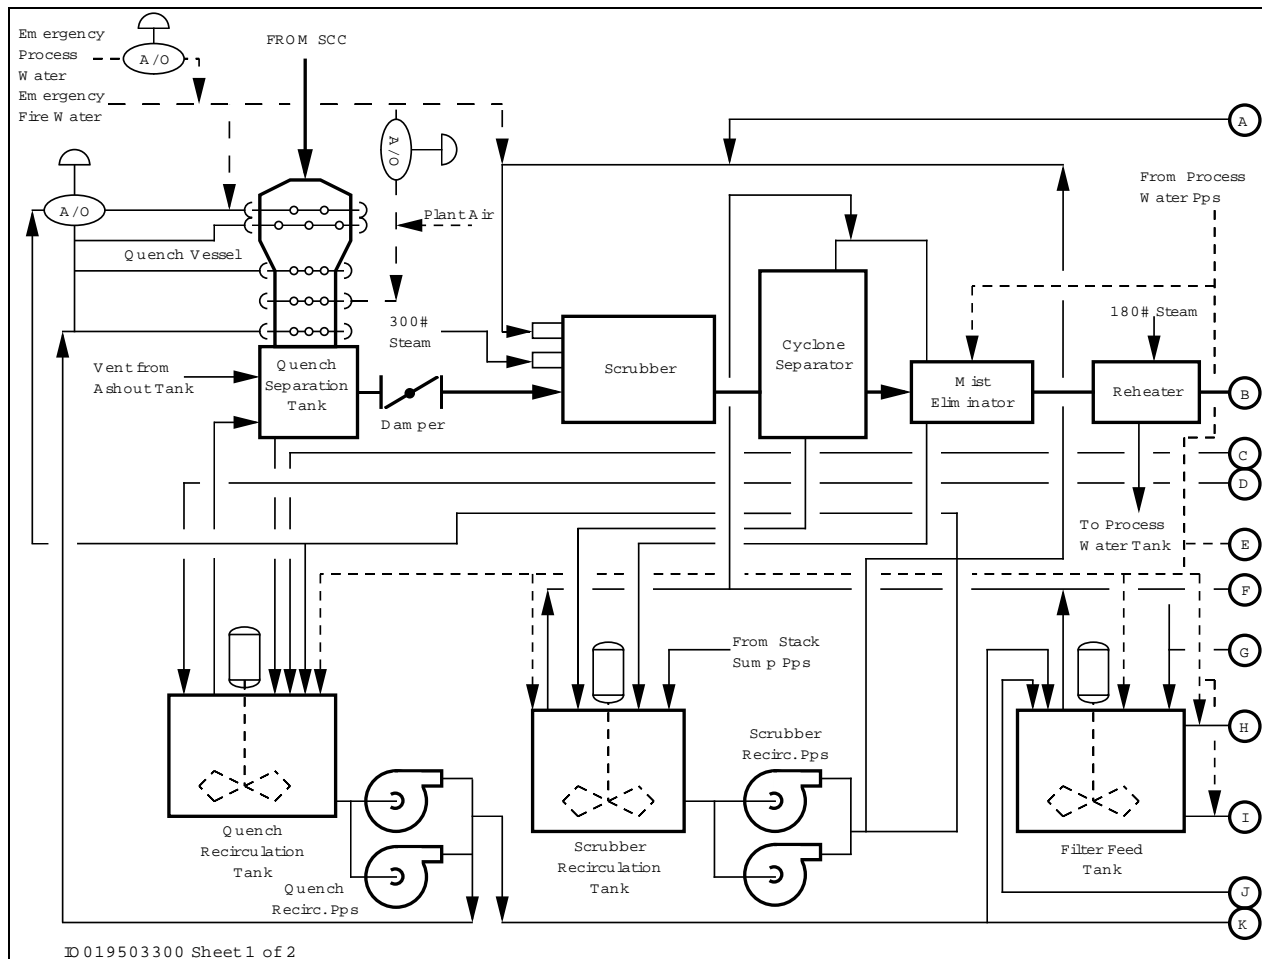 Emergency
Process
Water
A/O
FROM SCC
Emergency
Fire Water
A/O
A
A/O
Plant Air
From Process
Water Pps
Quench Vessel
300#
Steam
180# Steam
Vent from
Ashout Tank
Quench
Separation
Tank
Damper
Scrubber
Cyclone
Separator
Mist
Eliminator
Reheater
B
C
D
To Process
Water Tank
E
F
From Stack
Sump Pps
G
Scrubber
Recirc. Pps
H
I
Quench
Recirculation
Tank
Quench
Recirc. Pps
Scrubber
Recirculation
Tank
Filter Feed
Tank
J
K
IO019503300 Sheet 1 of 2